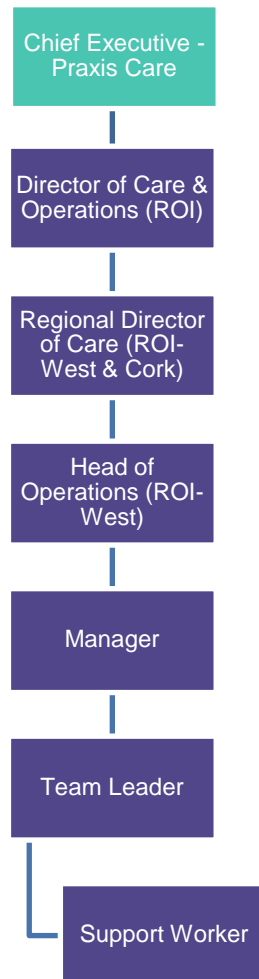 Chief Executive -
Praxis Care
Director of Care &
Operations (ROI)
Regional Director
of Care (ROI-
West & Cork)
Head of
Operations (ROI-
West)
Manager
Team Leader
Support Worker